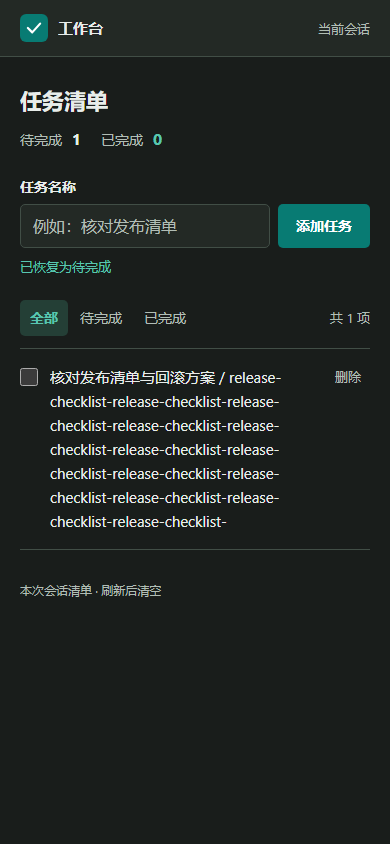 工作台
当前会话
任务清单
待完成 1 已完成 0
任务名称
例如：核对发布清单
添加任务
已恢复为待完成
全部 待完成 已完成 共 1 项
核对发布清单与回滚方案 / release-
删除
checklist-release-checklist-release-
checklist-release-checklist-release-
checklist-release-checklist-release-
checklist-release-checklist-release-
checklist-release-checklist-release-
checklist-release-checklist-
本次会话清单 · 刷新后清空